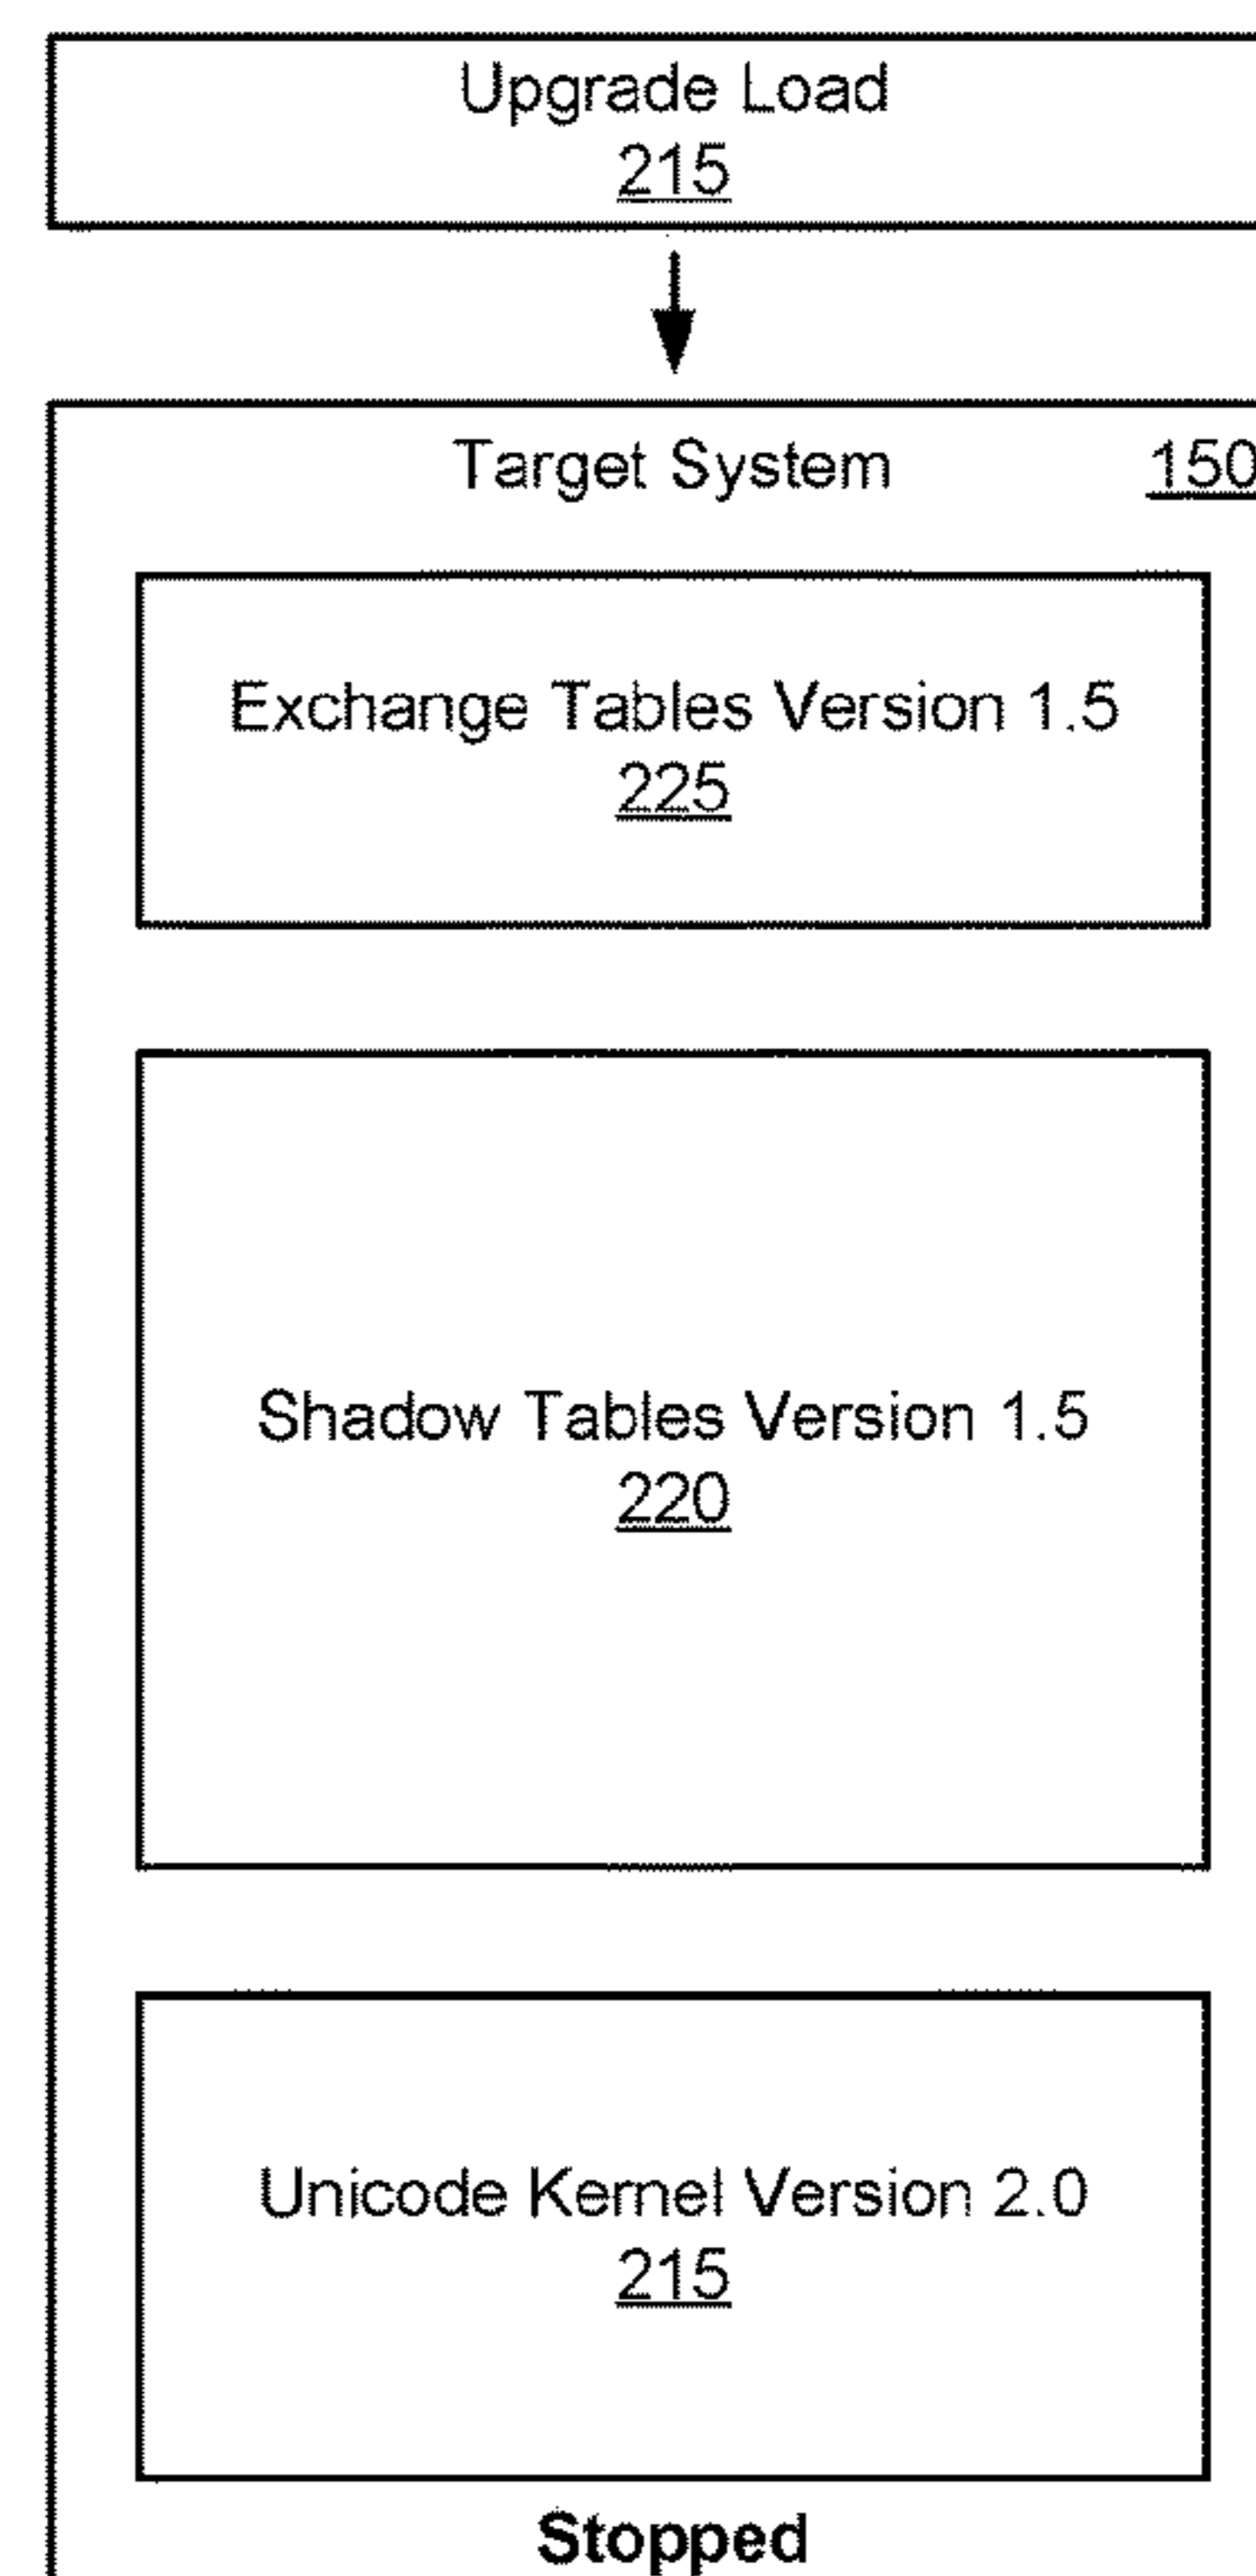 Upgrade Load
215
Target System 150
Exchange Tables Version 1.5
225
Shadow Tables Version 1.5
220
Unicode Kernel Version 2.0
215
Stopped